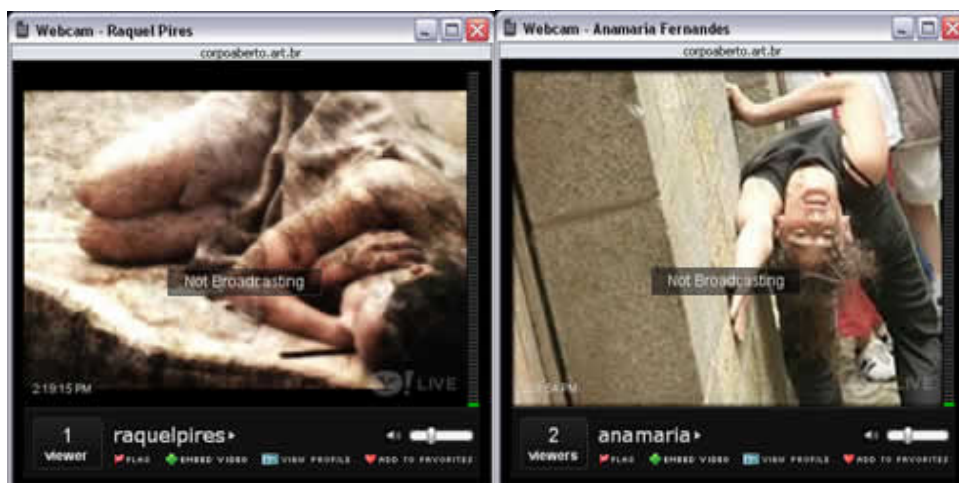 Webcam - Raquel Pires
corpoaberto.art.br
Not Broadcasting
2:19:15 PM
Y! LIVE
1
viewer
raquelpires
FLAG
EMBED VIDEO
VIEW PROFILE
ADD TO FAVORITES
Webcam - Anamaria Fernandes
corpoaberto.art.br
Not Broadcasting
PM
Y! LIVE
2
viewers
anamaria
FLAG
EMBED VIDEO
VIEW PROFILE
ADD TO FAVORITES